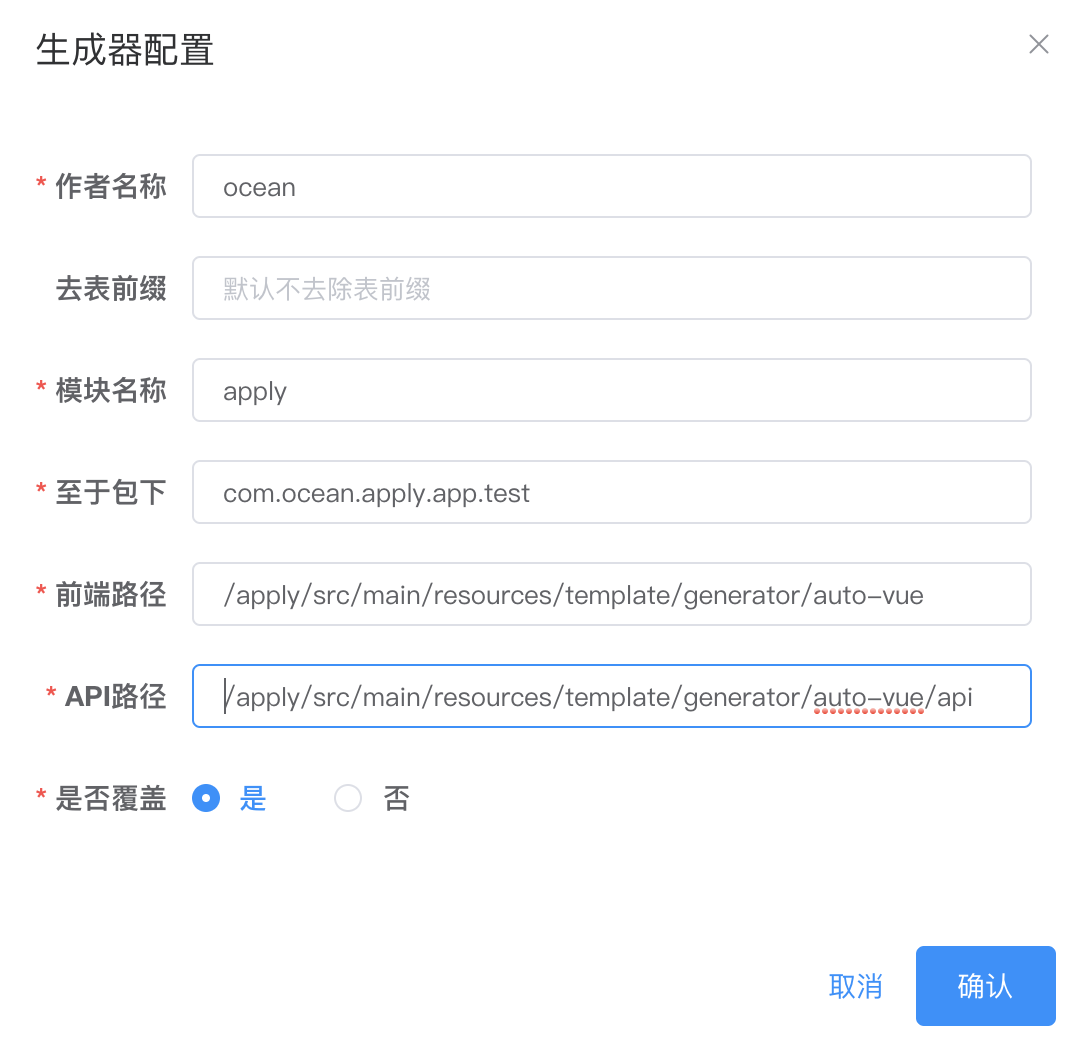 生成器配置
* 作者名称 ocean
去表前缀 默认不去除表前缀
* 模块名称 apply
* 至于包下 com.ocean.apply.app.test
* 前端路径 /apply/src/main/resources/template/generator/auto-vue
* API路径 /apply/src/main/resources/template/generator/auto-vue/api
* 是否覆盖 是 否
取消 确认